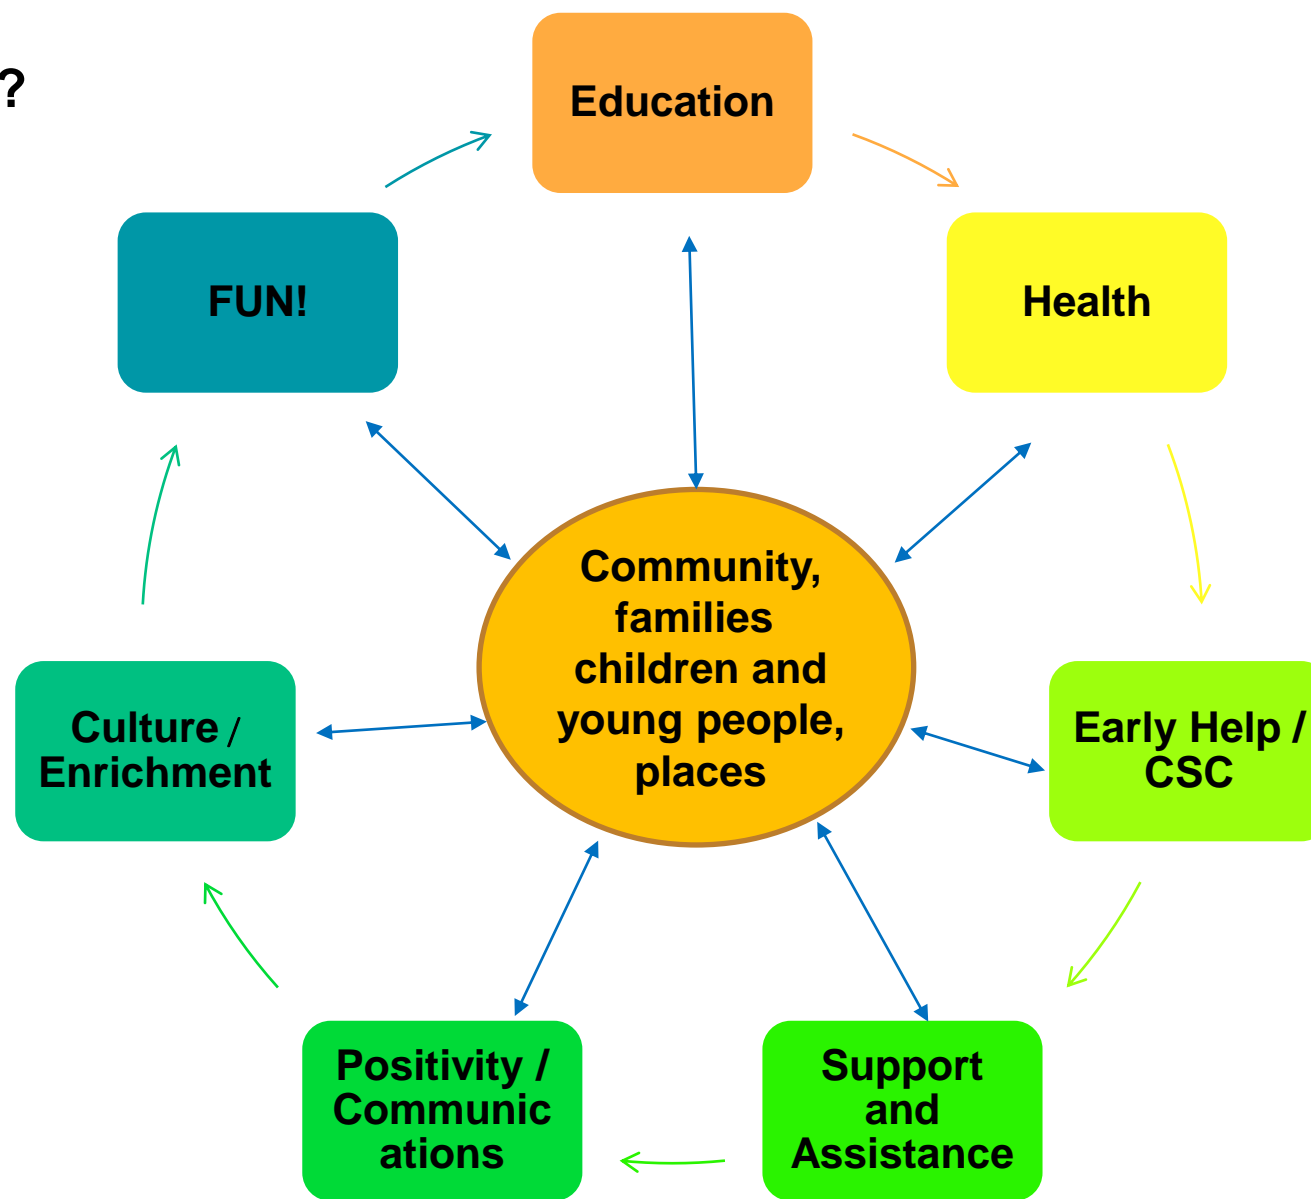 ?
Education
FUN!
Health
Community,
families
children and
young people,
places
Culture /
Enrichment
Early Help /
CSC
Positivity /
Communic
ations
Support
and
Assistance